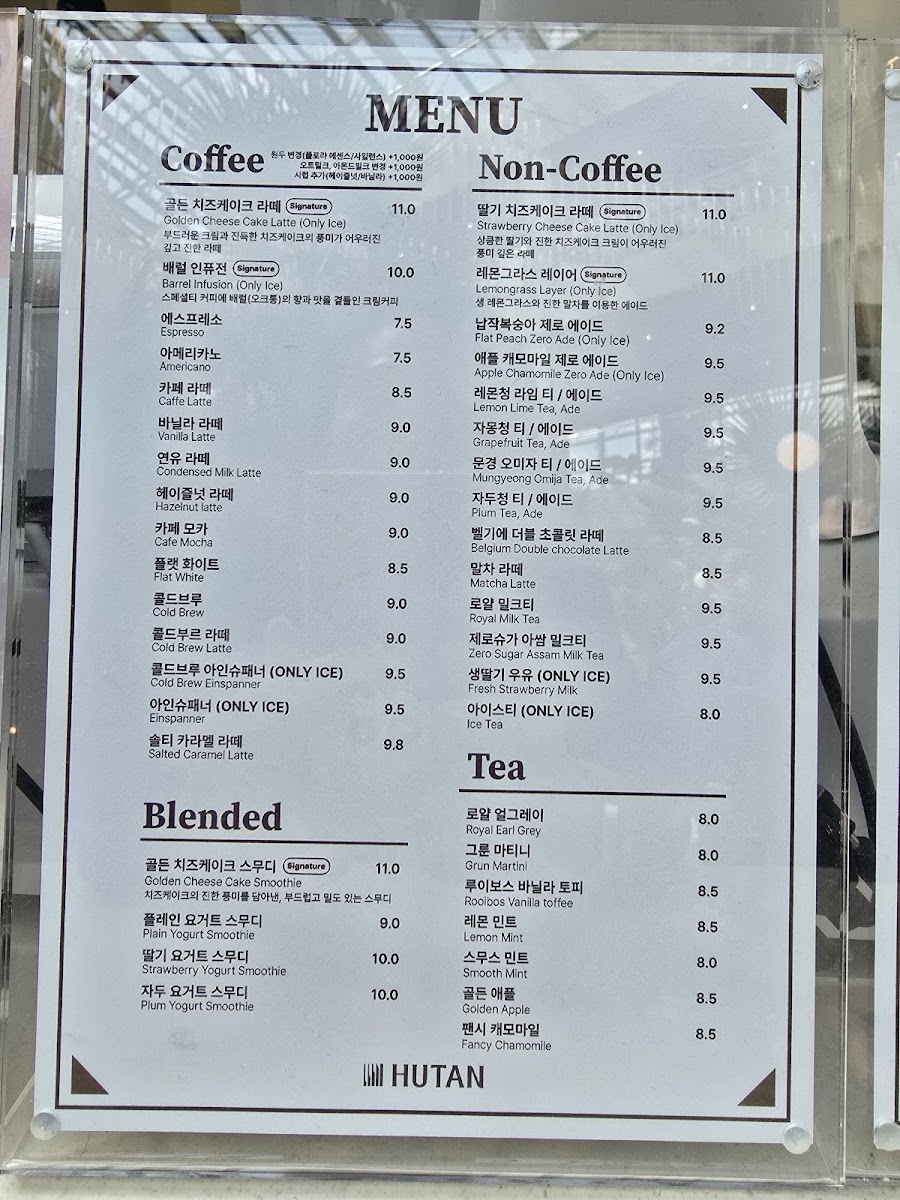 MENU
Coffee
원두 변경(플로라 에센스/사일런스) +1,000원
오트밀크, 아몬드밀크 변경 +1,000원
시럽 추가(헤이즐넛/바닐라) +1,000원
골든 치즈케이크 라떼 Signature 11.0
Golden Cheese Cake Latte (Only Ice)
부드러운 크림과 진득한 치즈케이크의 풍미가 어우러진
깊고 진한 라떼
배럴 인퓨전 Signature 10.0
Barrel Infusion (Only Ice)
스페셜티 커피에 배럴(오크통)의 향과 맛을 곁들인 크림커피
에스프레소 7.5
Espresso
아메리카노 7.5
Americano
카페 라떼 8.5
Caffe Latte
바닐라 라떼 9.0
Vanilla Latte
연유 라떼 9.0
Condensed Milk Latte
헤이즐넛 라떼 9.0
Hazelnut latte
카페 모카 9.0
Cafe Mocha
플랫 화이트 8.5
Flat White
콜드브루 9.0
Cold Brew
콜드부르 라떼 9.0
Cold Brew Latte
콜드브루 아인슈패너 (ONLY ICE) 9.5
Cold Brew Einspanner
아인슈패너 (ONLY ICE) 9.5
Einspanner
솔티 카라멜 라떼 9.8
Salted Caramel Latte
Blended
골든 치즈케이크 스무디 Signature 11.0
Golden Cheese Cake Smoothie
치즈케이크의 진한 풍미를 담아낸, 부드럽고 밀도 있는 스무디
플레인 요거트 스무디 9.0
Plain Yogurt Smoothie
딸기 요거트 스무디 10.0
Strawberry Yogurt Smoothie
자두 요거트 스무디 10.0
Plum Yogurt Smoothie
Non-Coffee
딸기 치즈케이크 라떼 Signature 11.0
Strawberry Cheese Cake Latte (Only Ice)
상큼한 딸기와 진한 치즈케이크 크림이 어우러진
풍미 깊은 라떼
레몬그라스 레이어 Signature 11.0
Lemongrass Layer (Only Ice)
생 레몬그라스와 진한 말차를 이용한 에이드
납작복숭아 제로 에이드 9.2
Flat Peach Zero Ade (Only Ice)
애플 캐모마일 제로 에이드 9.5
Apple Chamomile Zero Ade (Only Ice)
레몬청 라임 티 / 에이드 9.5
Lemon Lime Tea, Ade
자몽청 티 / 에이드 9.5
Grapefruit Tea, Ade
문경 오미자 티 / 에이드 9.5
Mungyeong Omija Tea, Ade
자두청 티 / 에이드 9.5
Plum Tea, Ade
벨기에 더블 초콜릿 라떼 8.5
Belgium Double chocolate Latte
말차 라떼 8.5
Matcha Latte
로얄 밀크티 9.5
Royal Milk Tea
제로슈가 아쌈 밀크티 9.5
Zero Sugar Assam Milk Tea
생딸기 우유 (ONLY ICE) 9.5
Fresh Strawberry Milk
아이스티 (ONLY ICE) 8.0
Ice Tea
Tea
로얄 얼그레이 8.0
Royal Earl Grey
그룬 마티니 8.0
Grun Martini
루이보스 바닐라 토피 8.5
Rooibos Vanilla toffee
레몬 민트 8.5
Lemon Mint
스무스 민트 8.0
Smooth Mint
골든 애플 8.5
Golden Apple
팬시 캐모마일 8.5
Fancy Chamomile
HUTAN